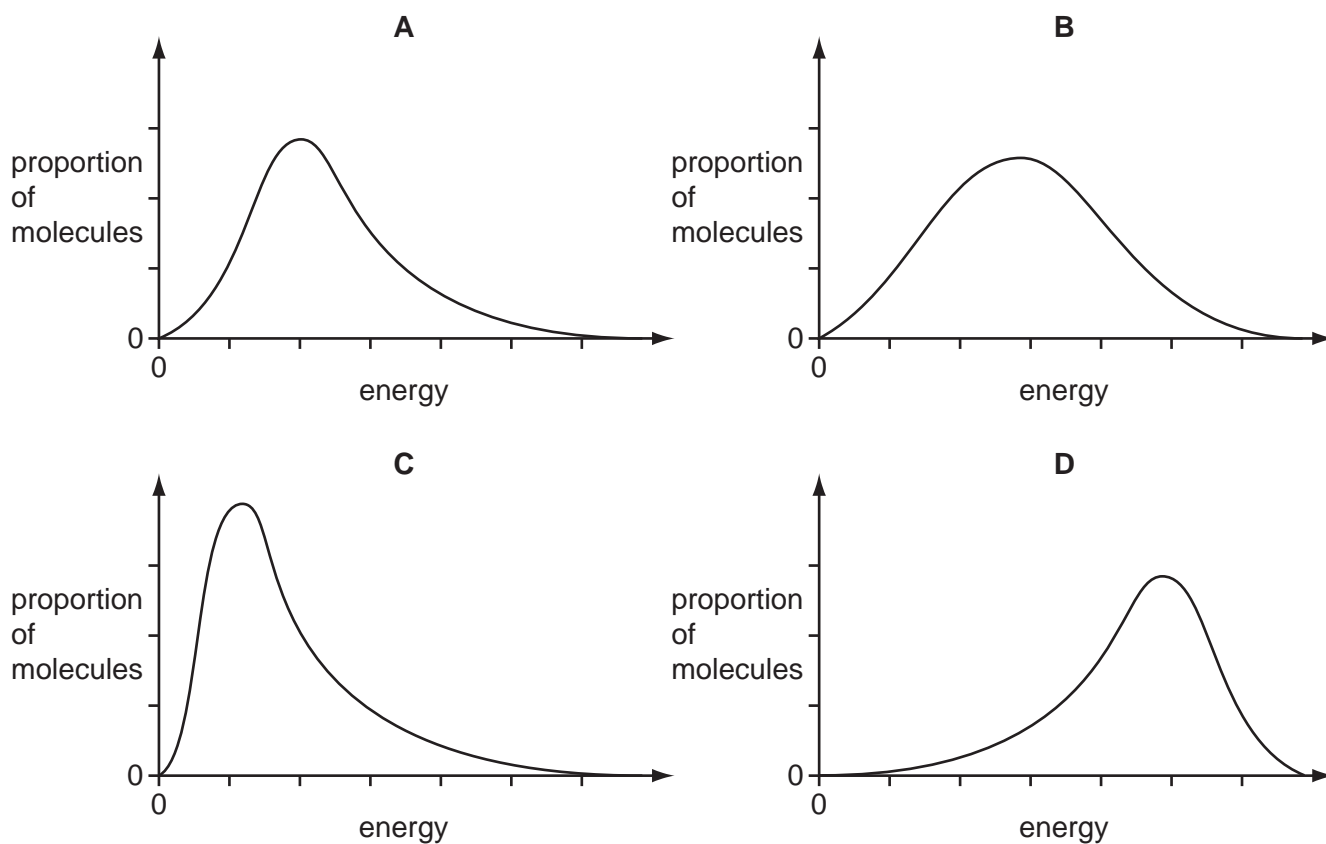 A
proportion
of
molecules
0
0
energy
B
proportion
of
molecules
0
0
energy
C
proportion
of
molecules
0
0
energy
D
proportion
of
molecules
0
0
energy